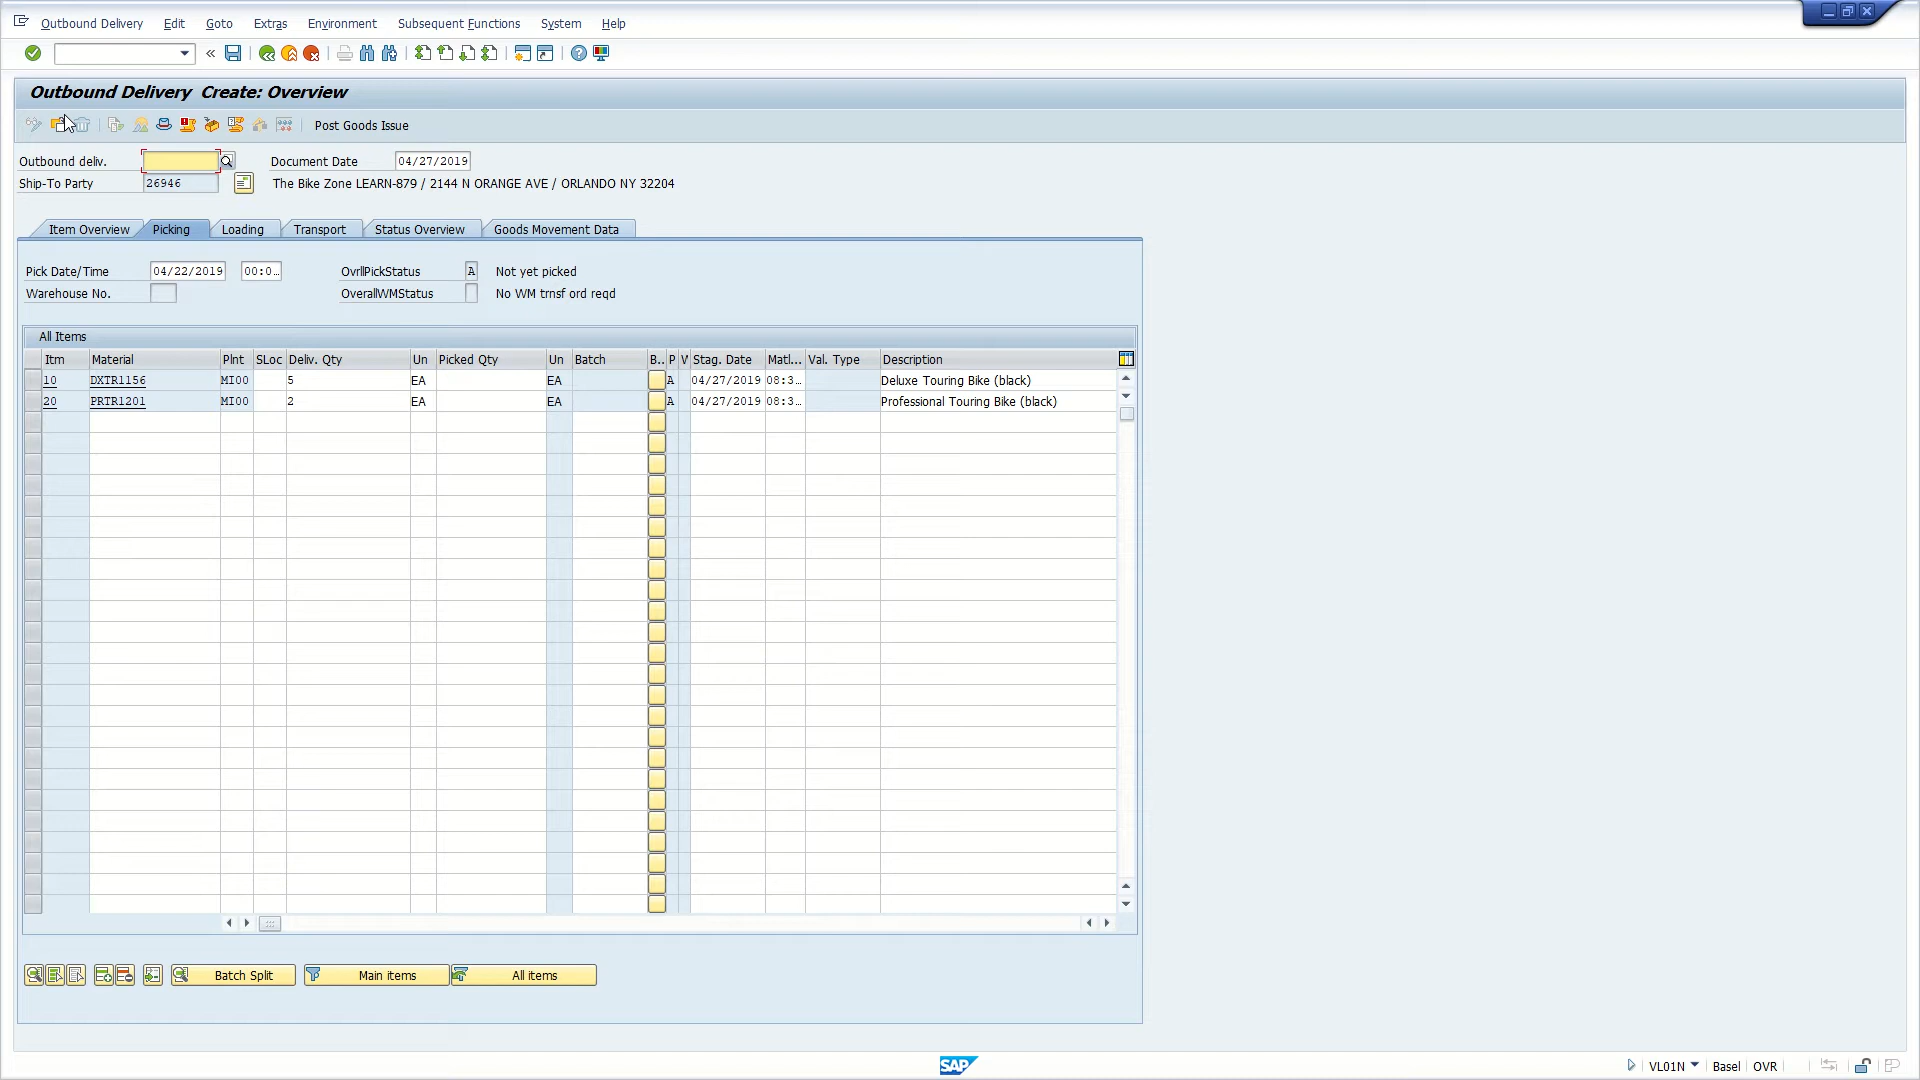 Outbound Delivery Edit Goto Extras Environment Subsequent Functions System Help
Outbound Delivery Create: Overview
Post Goods Issue
Outbound deliv. Document Date 04/27/2019
Ship-To Party 26946 The Bike Zone LEARN-879 / 2144 N ORANGE AVE / ORLANDO NY 32204
Item Overview Picking Loading Transport Status Overview Goods Movement Data
Pick Date/Time 04/22/2019 00:0... OvrllPickStatus A Not yet picked
Warehouse No. OverallWMStatus No WM trnsf ord reqd
All Items
Itm Material Plnt SLoc Deliv. Qty Un Picked Qty Un Batch B.. P W Stag. Date Matl... Val. Type Description
10 DXTR1156 MI00 5 EA EA A 04/27/2019 08:3... Deluxe Touring Bike (black)
20 PRTR1201 MI00 2 EA EA A 04/27/2019 08:3... Professional Touring Bike (black)
Batch Split Main items All items
SAP VL01N Basel OVR